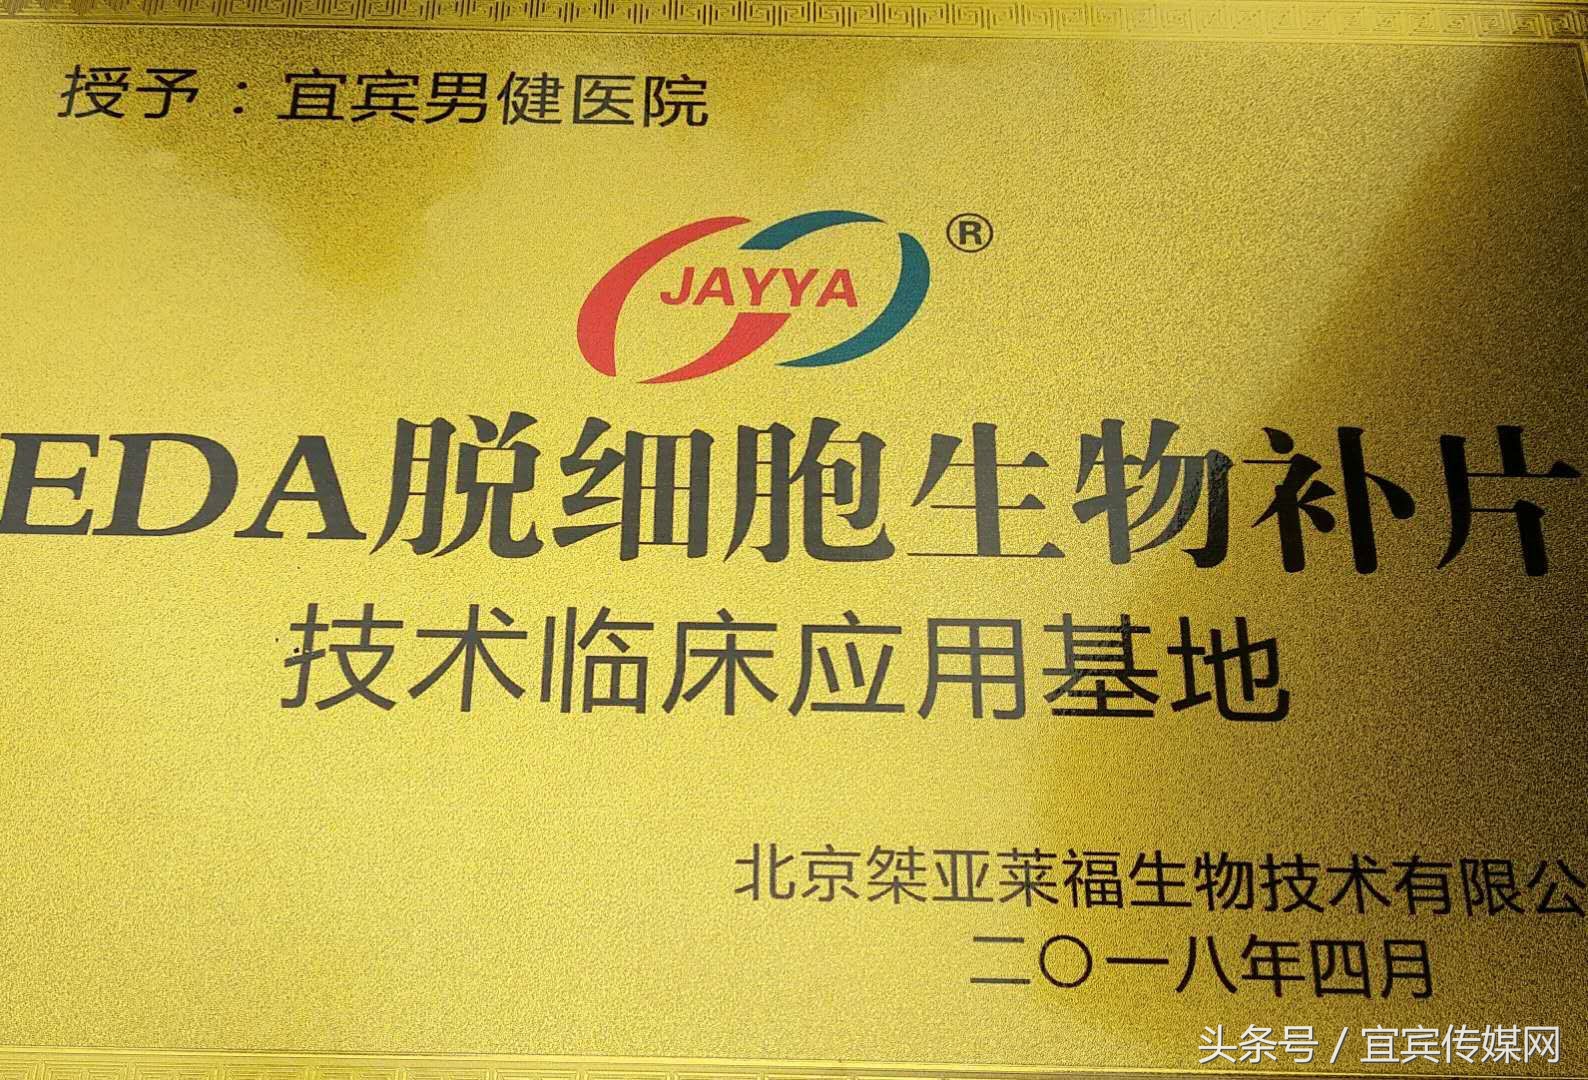 授予：宜宾男健医院
JAYYA®
EDA脱细胞生物补片
技术临床应用基地
北京桀亚莱福生物技术有限公
二〇一八年四月
头条号 / 宜宾传媒网